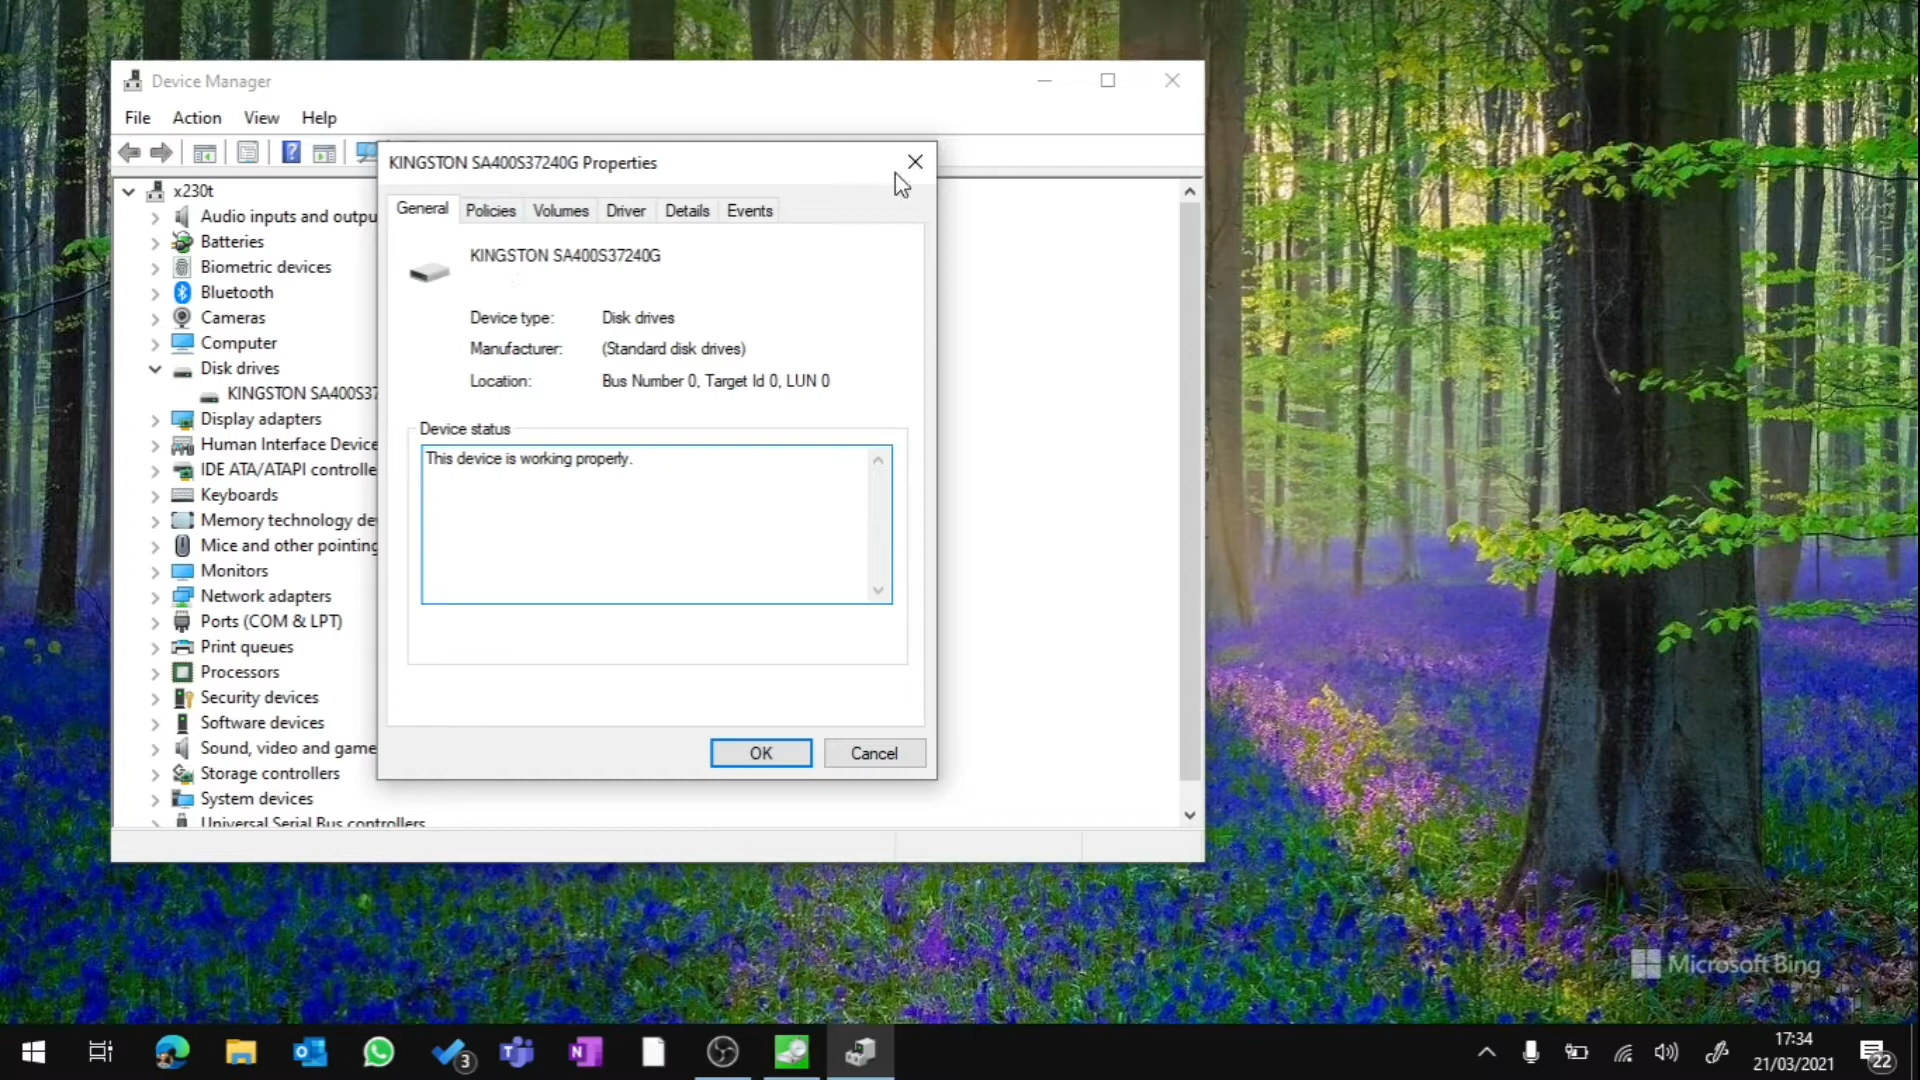 Device Manager
File Action View Help
KINGSTON SA400S37240G Properties
General Policies Volumes Driver Details Events
KINGSTON SA400S37240G
Device type: Disk drives
Manufacturer: (Standard disk drives)
Location: Bus Number 0, Target Id 0, LUN 0
Device status
This device is working properly.
OK Cancel
x230t
Audio inputs and outpu
Batteries
Biometric devices
Bluetooth
Cameras
Computer
Disk drives
KINGSTON SA400S37
Display adapters
Human Interface Device
IDE ATA/ATAPI controlle
Keyboards
Memory technology de
Mice and other pointing
Monitors
Network adapters
Ports (COM & LPT)
Print queues
Processors
Security devices
Software devices
Sound, video and game
Storage controllers
System devices
Universal Serial Bus controllers
Microsoft Bing
3
17:34
21/03/2021
22